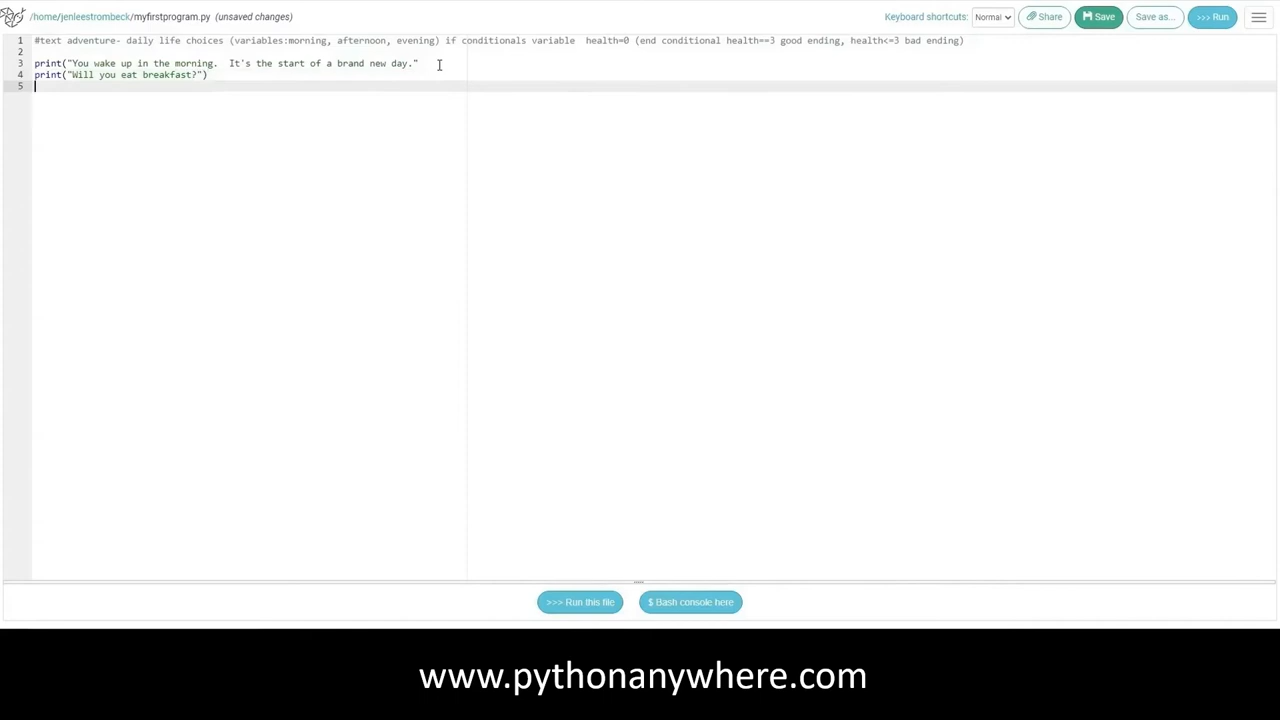 /home/jenleestrombeck/myfirstprogram.py (unsaved changes) Keyboard shortcuts: Normal Share Save Save as... >>> Run
1 #text adventure- daily life choices (variables:morning, afternoon, evening) if conditionals variable  health=0 (end conditional health==3 good ending, health<=3 bad ending)
2
3 print("You wake up in the morning.  It's the start of a brand new day."
4 print("Will you eat breakfast?")
5
>>> Run this file $ Bash console here
www.pythonanywhere.com